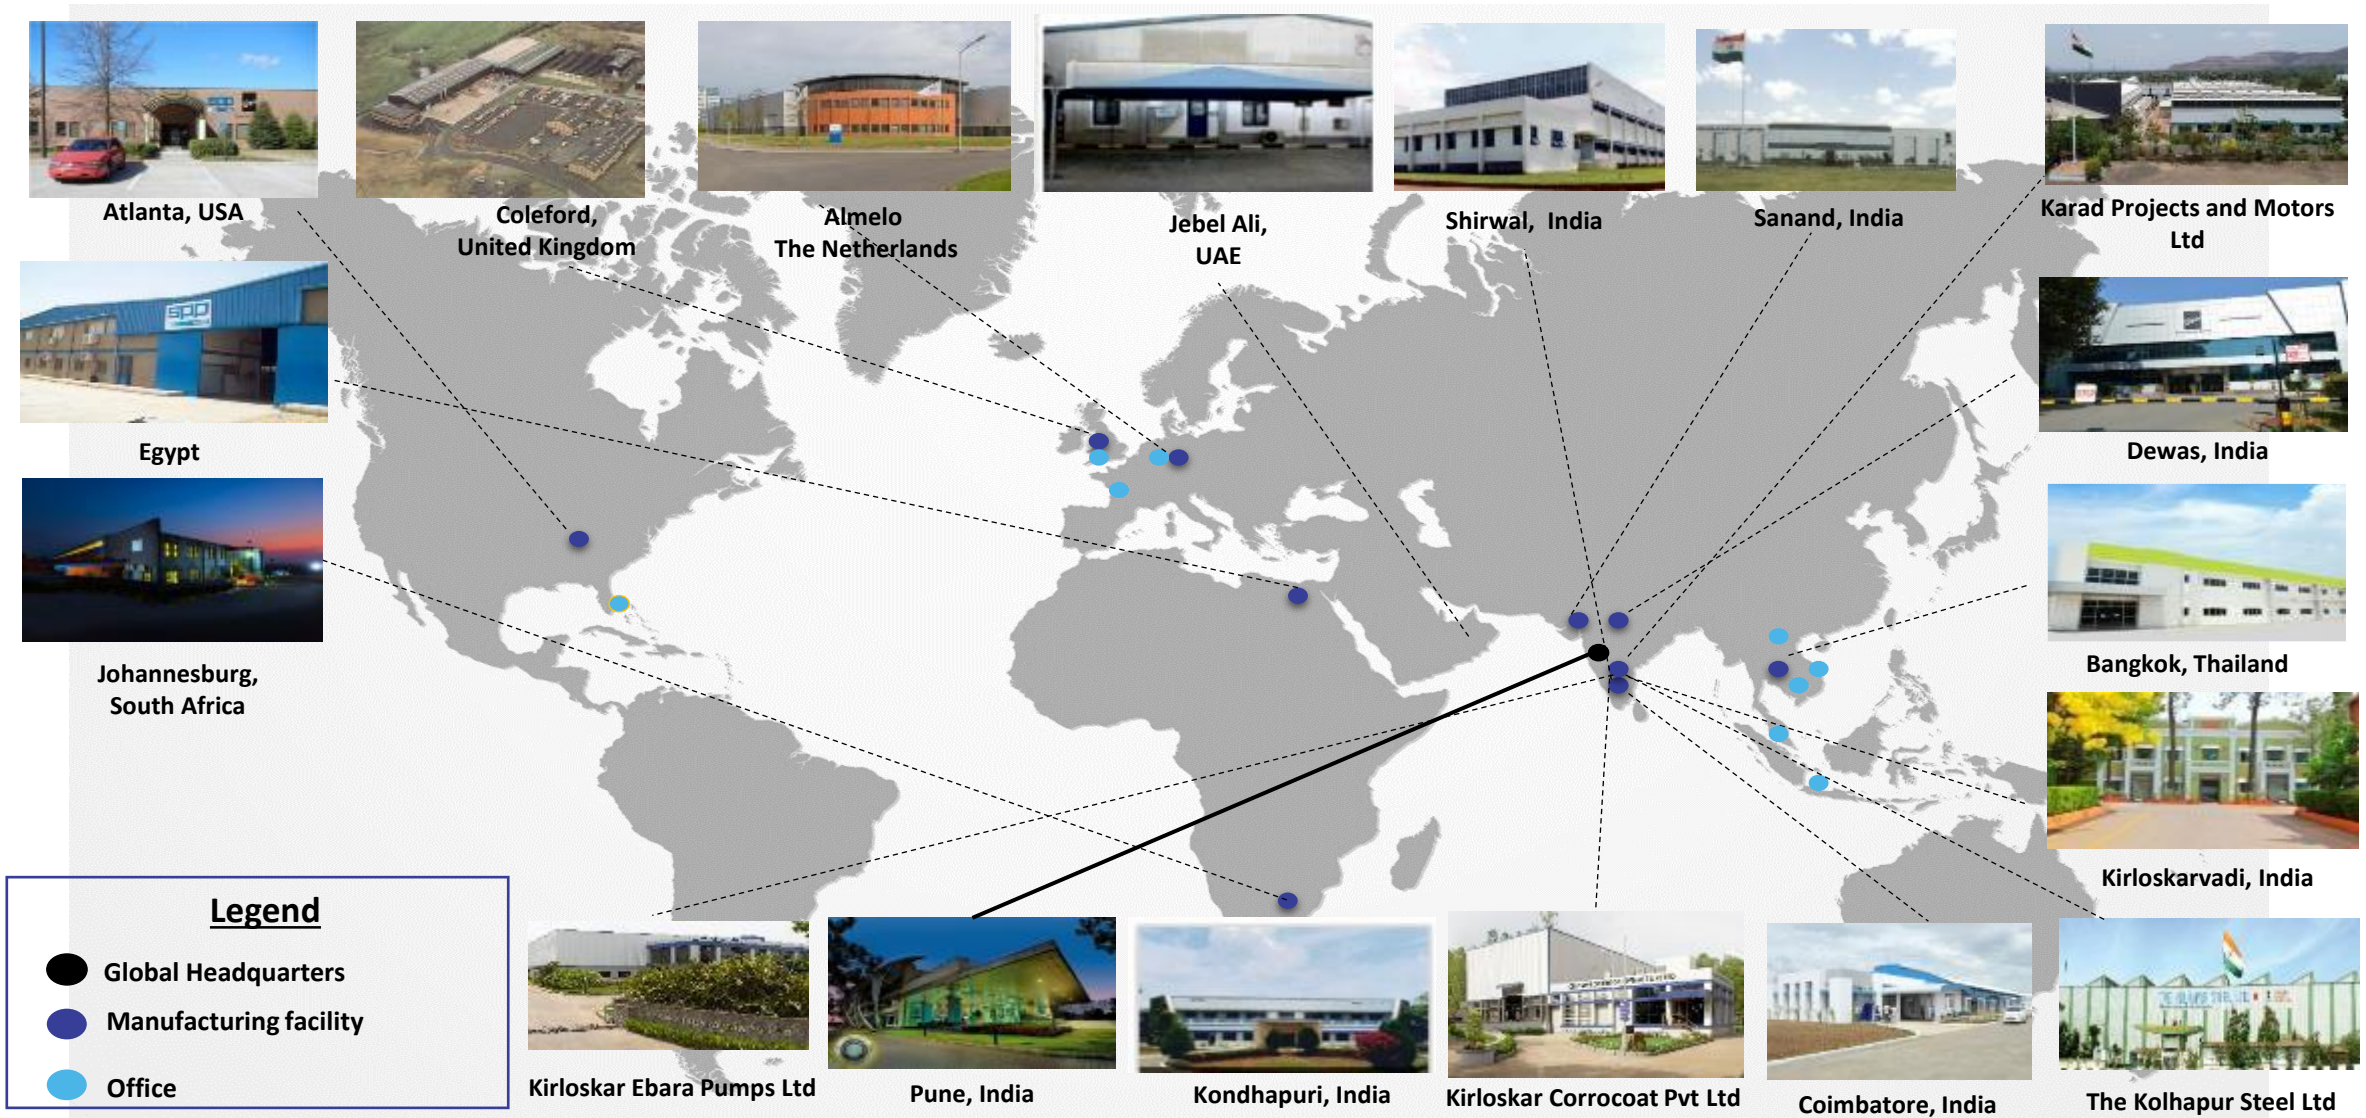 Atlanta, USA
Coleford,
United Kingdom
Almelo
The Netherlands
Jebel Ali,
UAE
Shirwal, India
Sanand, India
Karad Projects and Motors
Ltd
spp
Egypt
Dewas, India
Johannesburg,
South Africa
Bangkok, Thailand
Kirloskarvadi, India
Legend
Global Headquarters
Manufacturing facility
Office
Kirloskar Ebara Pumps Ltd
Pune, India
Kondhapuri, India
Kirloskar Corrocoat Pvt Ltd
Coimbatore, India
The Kolhapur Steel Ltd